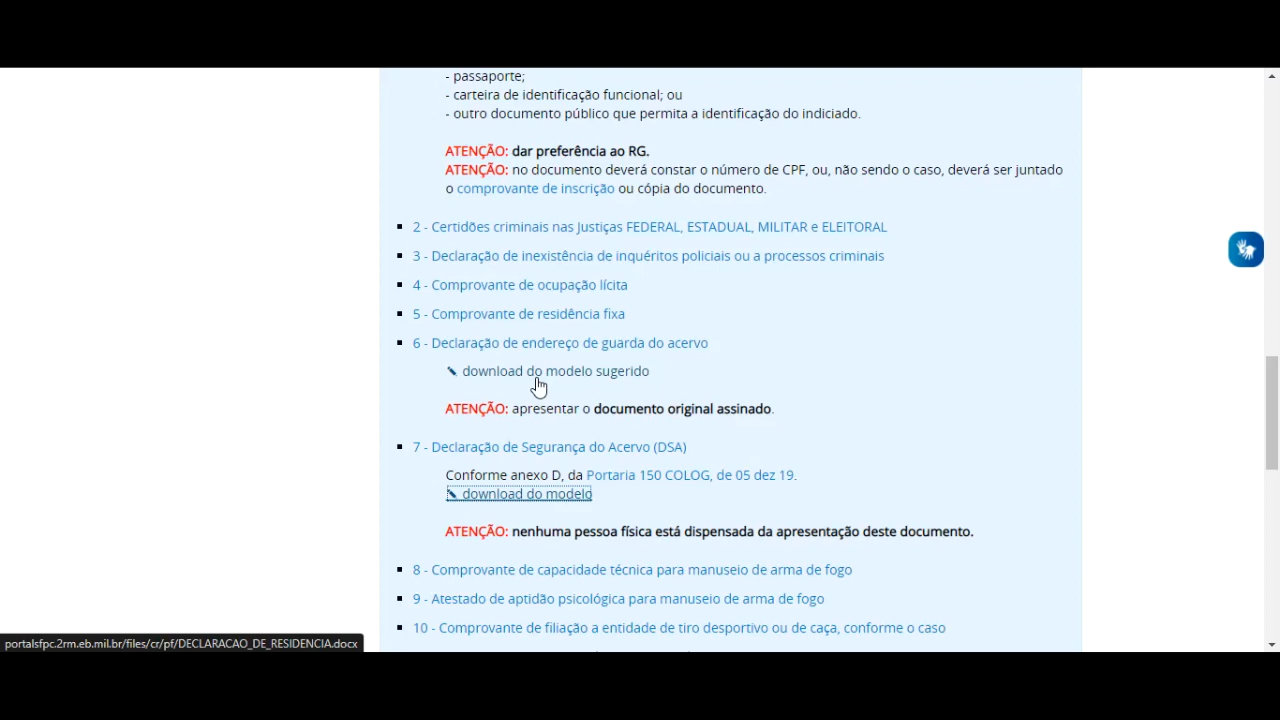 - passaporte;
- carteira de identificação funcional; ou
- outro documento público que permita a identificação do indiciado.
ATENÇÃO: dar preferência ao RG.
ATENÇÃO: no documento deverá constar o número de CPF, ou, não sendo o caso, deverá ser juntado
o comprovante de inscrição ou cópia do documento.
2 - Certidões criminais nas Justiças FEDERAL, ESTADUAL, MILITAR e ELEITORAL
3 - Declaração de inexistência de inquéritos policiais ou a processos criminais
4 - Comprovante de ocupação lícita
5 - Comprovante de residência fixa
6 - Declaração de endereço de guarda do acervo
download do modelo sugerido
ATENÇÃO: apresentar o documento original assinado.
7 - Declaração de Segurança do Acervo (DSA)
Conforme anexo D, da Portaria 150 COLOG, de 05 dez 19.
download do modelo
ATENÇÃO: nenhuma pessoa física está dispensada da apresentação deste documento.
8 - Comprovante de capacidade técnica para manuseio de arma de fogo
9 - Atestado de aptidão psicológica para manuseio de arma de fogo
10 - Comprovante de filiação a entidade de tiro desportivo ou de caça, conforme o caso
portalsfpc.2rm.eb.mil.br/files/cr/pf/DECLARACAO_DE_RESIDENCIA.docx